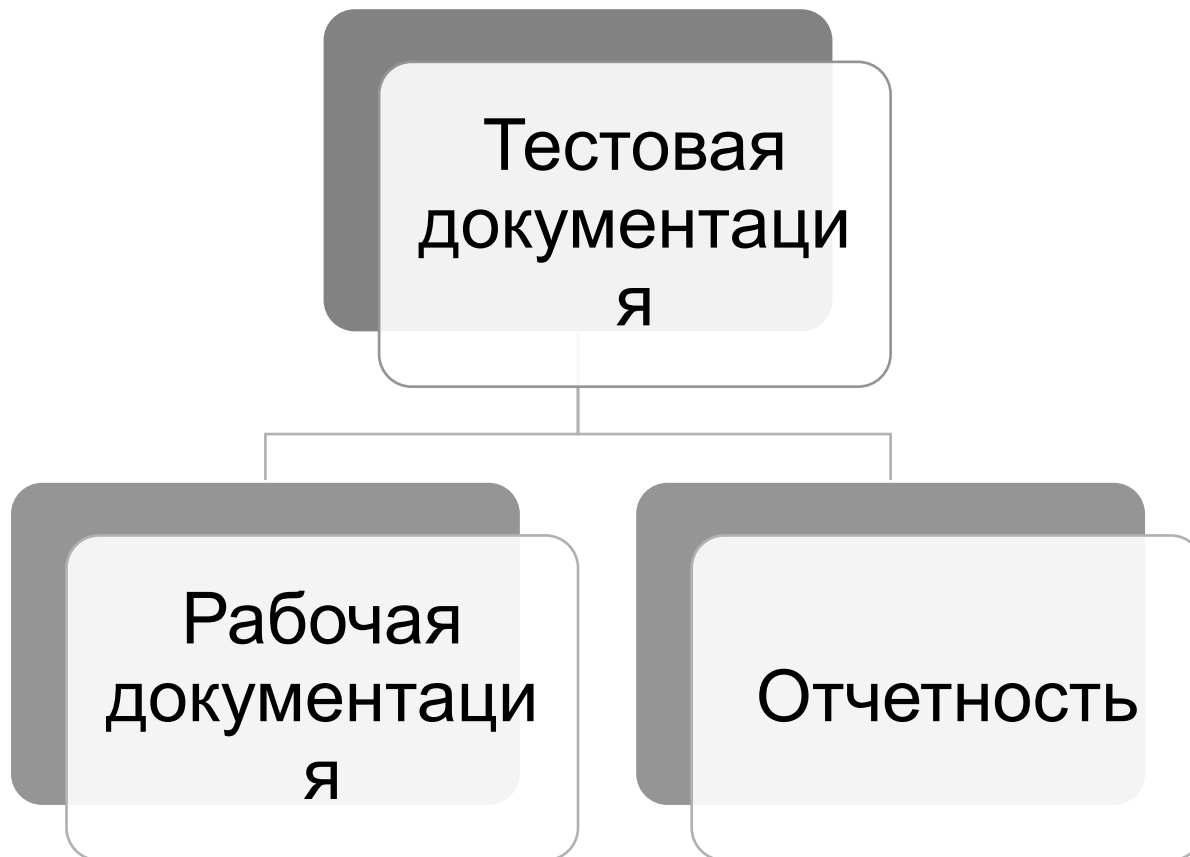 Тестовая
документаци
я
Рабочая
документаци
я
Отчетность